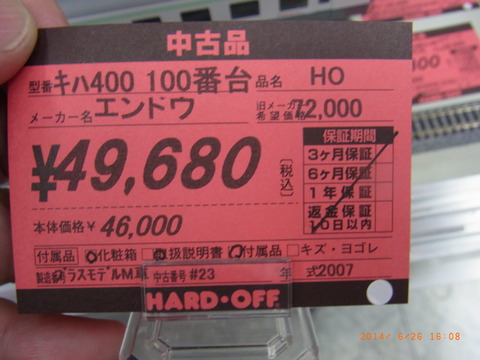 中古品
型番 キハ400 100番台 品名 HO
メーカー名 エンドウ 旧メーカー希望価格 72,000
¥49,680 〔税込〕
保証期間
3ヶ月保証
6ヶ月保証
1年保証
返金保証
10日以内
本体価格¥ 46,000
付属品 化粧箱 取扱説明書 付属品 キズ・ヨゴレ
製造番号 ブラスモデルM車 中古番号 #23 年 式2007
HARD・OFF
2014/ 6/26 16:08